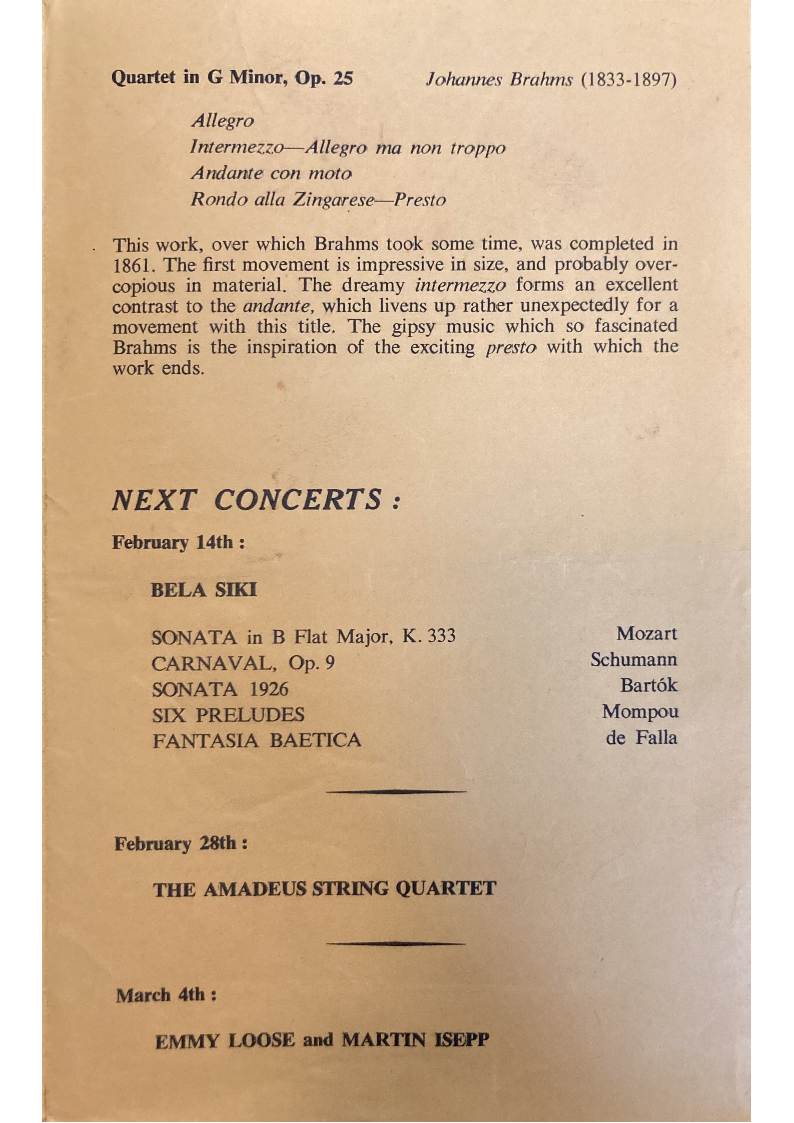 Quartet in G Minor, Op. 25 Johannes Brahms (1833-1897)
Allegro
Intermezzo—Allegro ma non troppo
Andante con moto
Rondo alla Zingarese—Presto
This work, over which Brahms took some time, was completed in
1861. The first movement is impressive in size, and probably over-
copious in material. The dreamy intermezzo forms an excellent
contrast to the andante, which livens up rather unexpectedly for a
movement with this title. The gipsy music which so fascinated
Brahms is the inspiration of the exciting presto with which the
work ends.
NEXT CONCERTS :
February 14th :
BELA SIKI
SONATA in B Flat Major, K. 333 Mozart
CARNAVAL, Op. 9 Schumann
SONATA 1926 Bartók
SIX PRELUDES Mompou
FANTASIA BAETICA de Falla
February 28th :
THE AMADEUS STRING QUARTET
March 4th :
EMMY LOOSE and MARTIN ISEPP